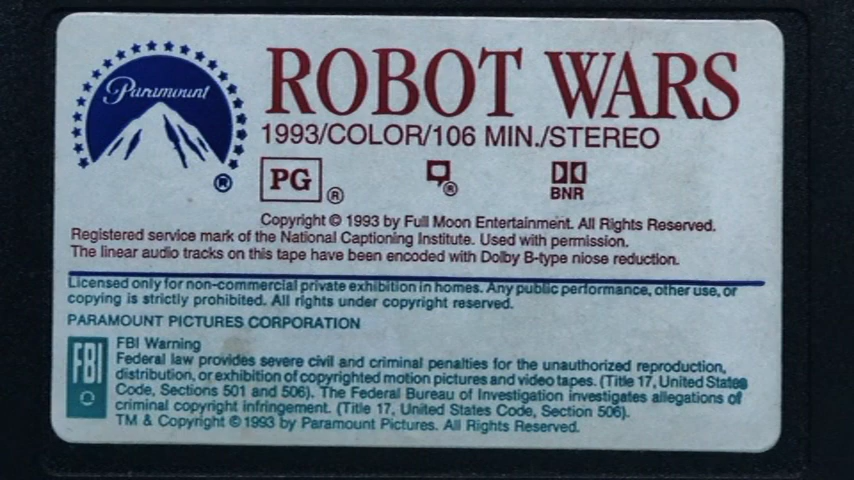 Paramount
®
ROBOT WARS
1993/COLOR/106 MIN./STEREO
PG ® ® BNR
Copyright © 1993 by Full Moon Entertainment. All Rights Reserved.
Registered service mark of the National Captioning Institute. Used with permission.
The linear audio tracks on this tape have been encoded with Dolby B-type niose reduction.
Licensed only for non-commercial private exhibition in homes. Any public performance, other use, or
copying is strictly prohibited. All rights under copyright reserved.
PARAMOUNT PICTURES CORPORATION
FBI
FBI Warning
Federal law provides severe civil and criminal penalties for the unauthorized reproduction,
distribution, or exhibition of copyrighted motion pictures and video tapes. (Title 17, United States
Code, Sections 501 and 506). The Federal Bureau of Investigation investigates allegations of
criminal copyright infringement. (Title 17, United States Code, Section 506).
TM & Copyright © 1993 by Paramount Pictures. All Rights Reserved.